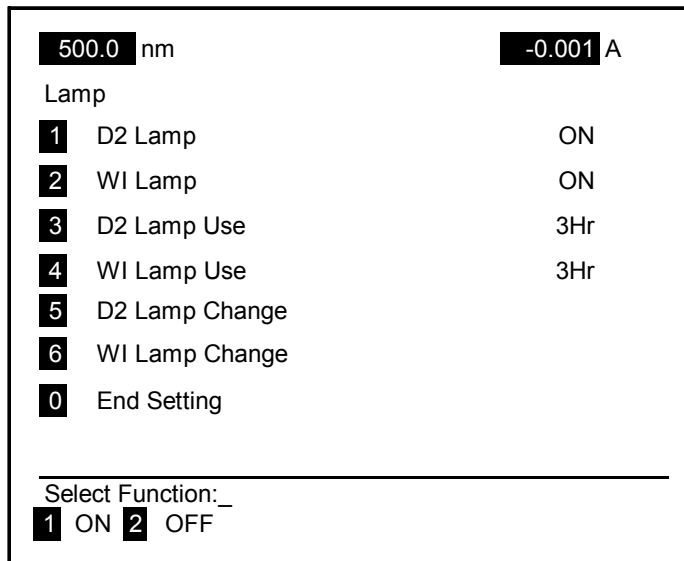 500.0 nm -0.001 A
Lamp
1 D2 Lamp ON
2 WI Lamp ON
3 D2 Lamp Use 3Hr
4 WI Lamp Use 3Hr
5 D2 Lamp Change
6 WI Lamp Change
0 End Setting
Select Function:_
1 ON 2 OFF